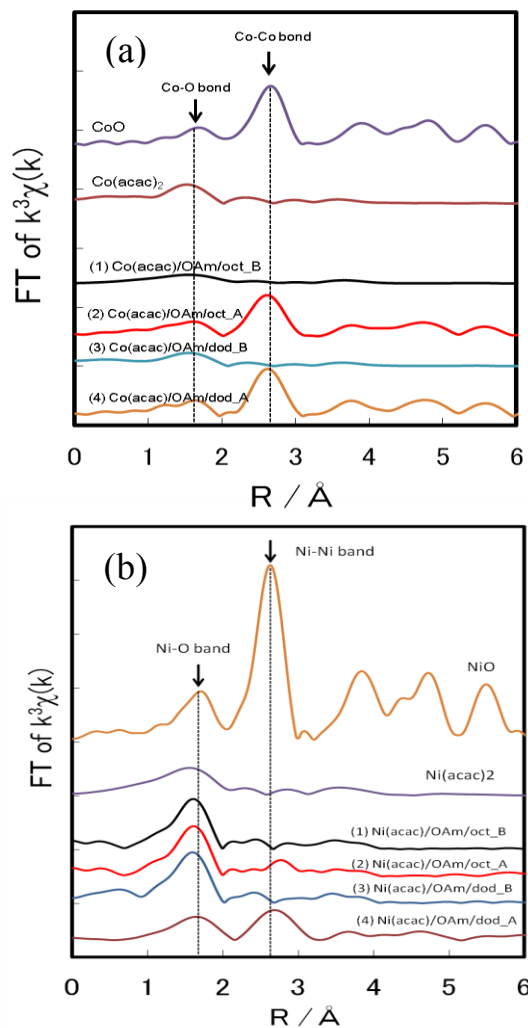 (a)
Co-Co bond
Co-O bond
CoO
Co(acac)2
(1) Co(acac)/OAm/oct_B
(2) Co(acac)/OAm/oct_A
(3) Co(acac)/OAm/dod_B
(4) Co(acac)/OAm/dod_A
FT of k³χ(k)
0 1 2 3 4 5 6
R / Å
(b)
Ni-Ni band
Ni-O band
NiO
Ni(acac)2
(1) Ni(acac)/OAm/oct_B
(2) Ni(acac)/OAm/oct_A
(3) Ni(acac)/OAm/dod_B
(4) Ni(acac)/OAm/dod_A
FT of k³χ(k)
0 1 2 3 4 5 6
R / Å